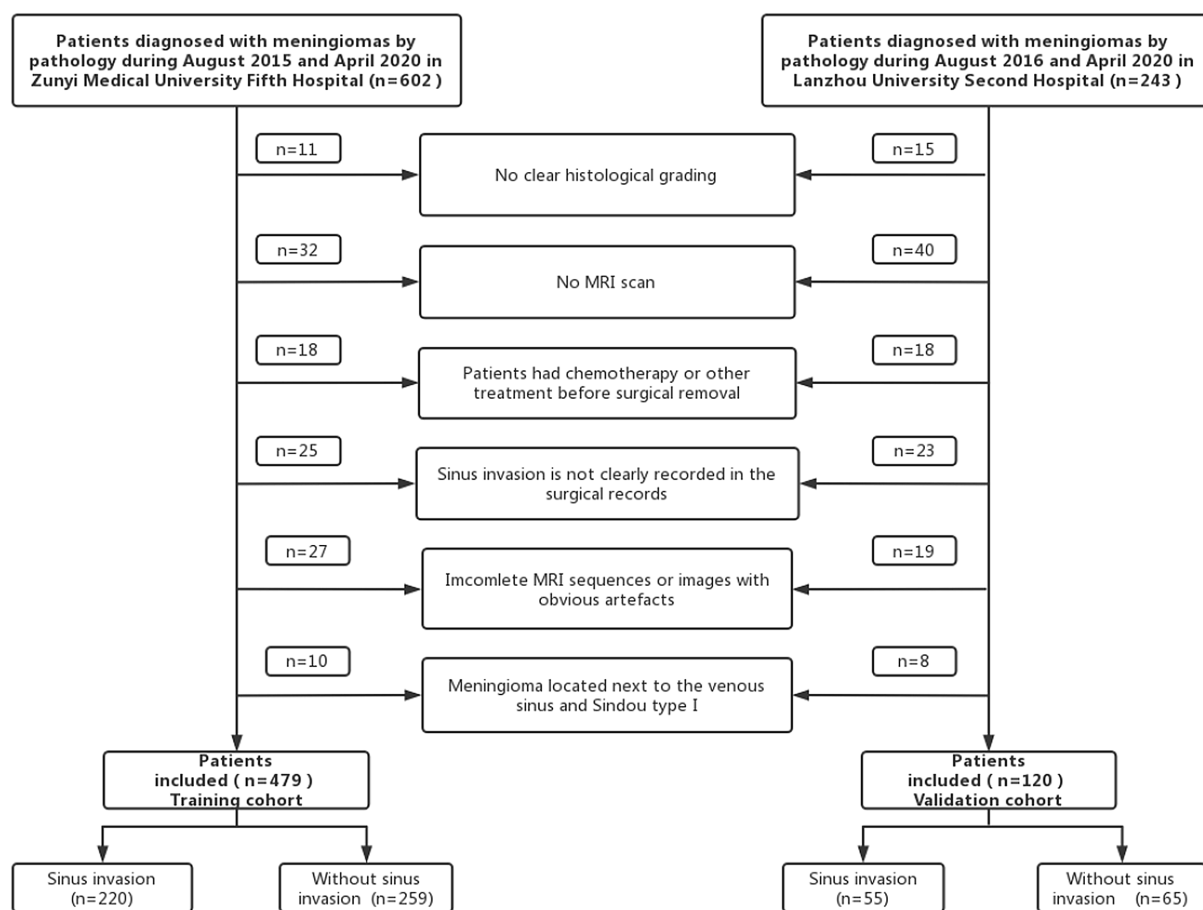 Patients diagnosed with meningiomas by
pathology during August 2015 and April 2020 in
Zunyi Medical University Fifth Hospital (n=602 )
Patients diagnosed with meningiomas by
pathology during August 2016 and April 2020 in
Lanzhou University Second Hospital (n=243 )
n=11
No clear histological grading
n=15
n=32
No MRI scan
n=40
n=18
Patients had chemotherapy or other
treatment before surgical removal
n=18
n=25
Sinus invasion is not clearly recorded in the
surgical records
n=23
n=27
Imcomlete MRI sequences or images with
obvious artefacts
n=19
n=10
Meningioma located next to the venous
sinus and Sindou type I
n=8
Patients
included ( n=479 )
Training cohort
Patients
included ( n=120 )
Validation cohort
Sinus invasion
(n=220)
Without sinus
invasion (n=259)
Sinus invasion
(n=55)
Without sinus
invasion (n=65)